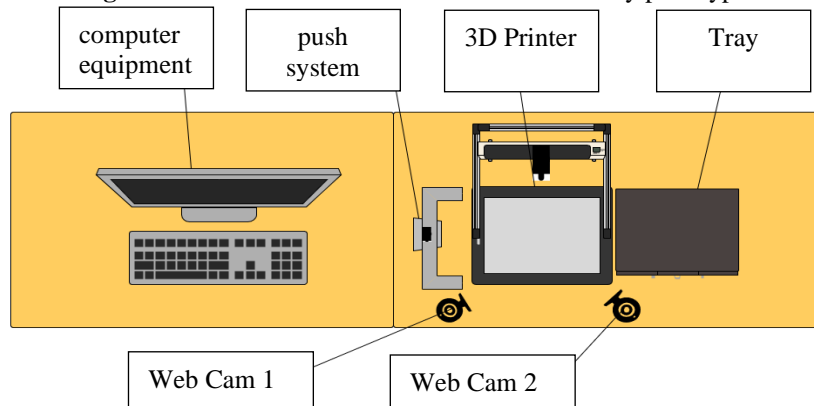 computer
equipment
push
system
3D Printer
Tray
Web Cam 1
Web Cam 2